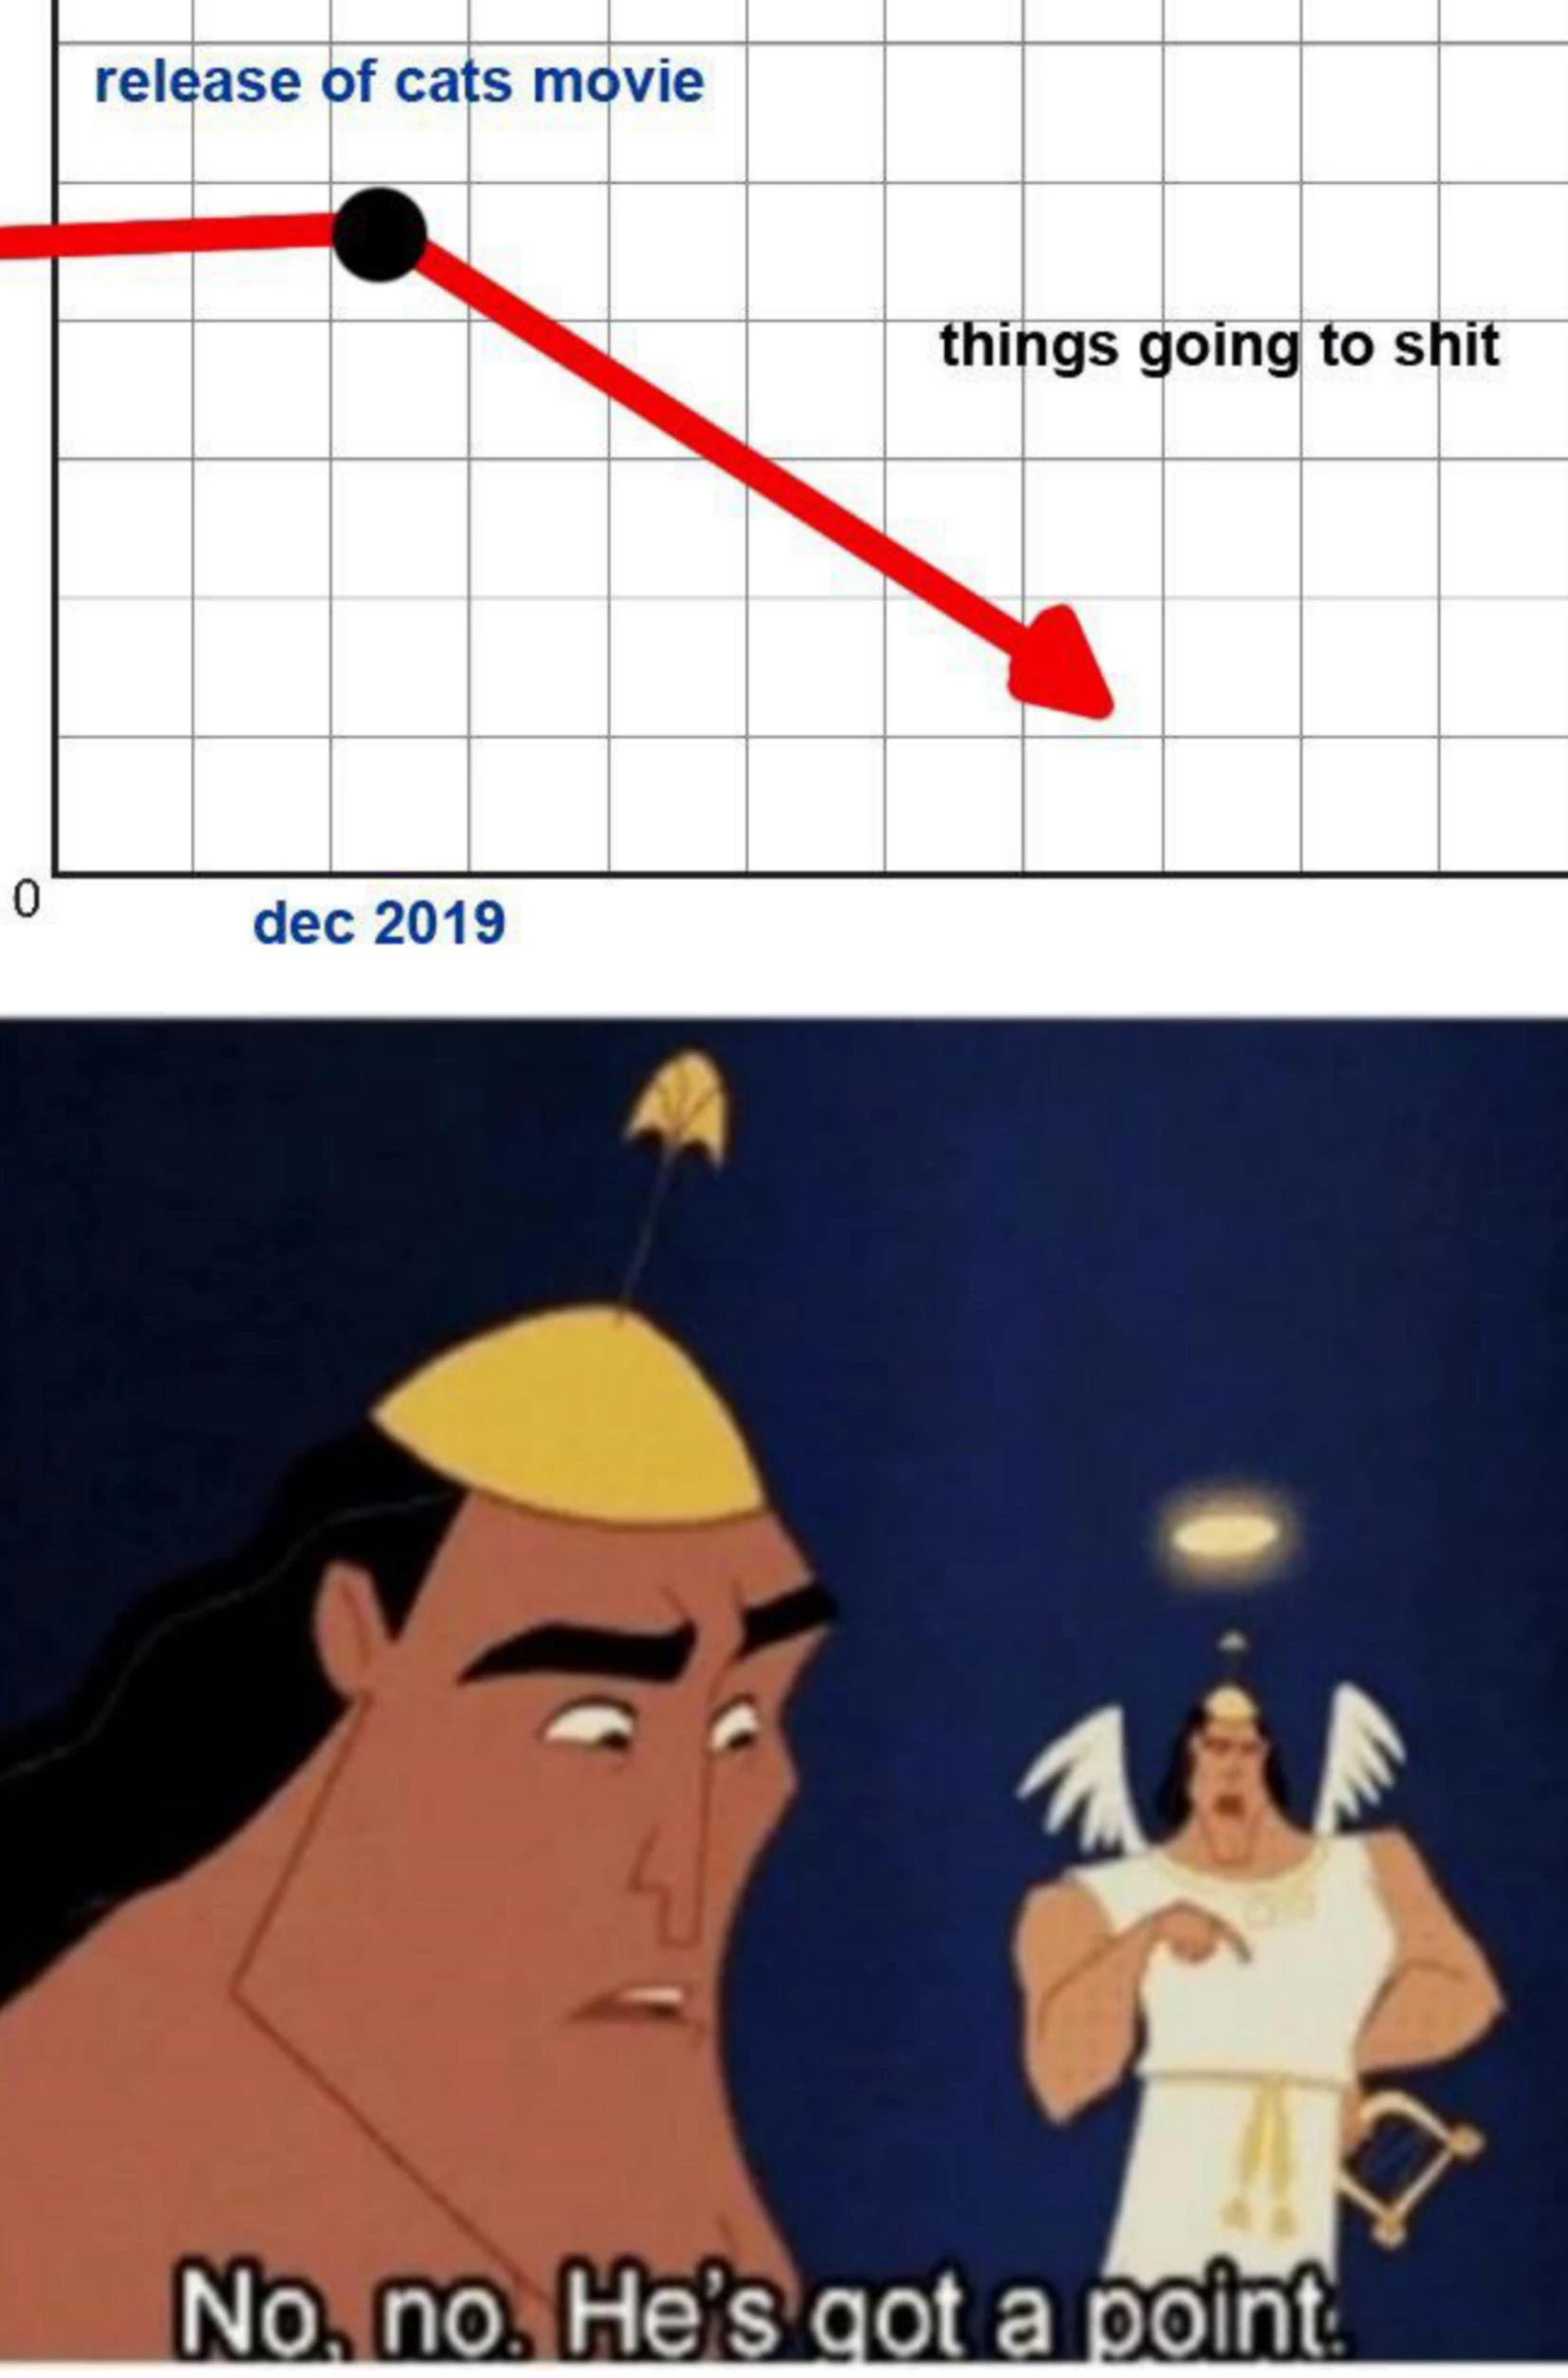 release of cats movie
things going to shit
0
dec 2019
No, no. He's got a point.